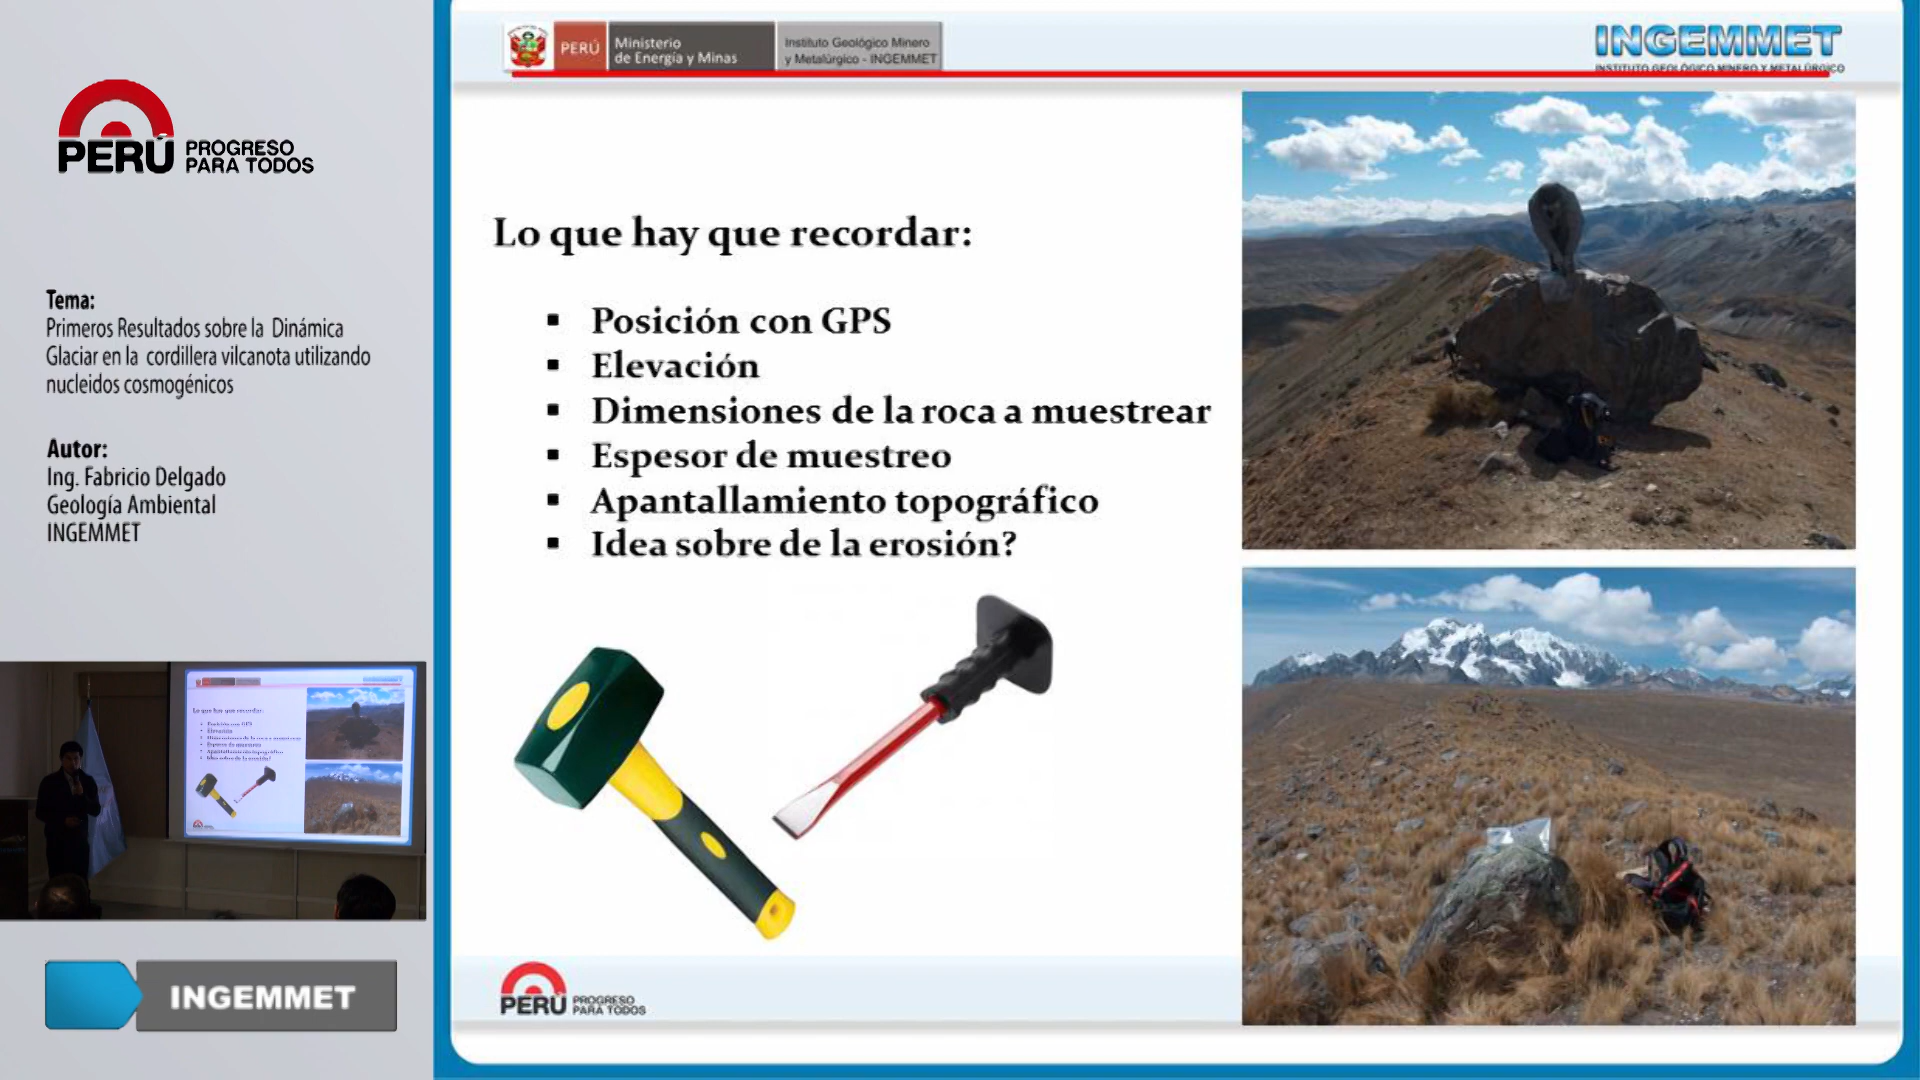 PERÚ
PROGRESO
PARA TODOS
Tema:
Primeros Resultados sobre la Dinámica
Glaciar en la cordillera vilcanota utilizando
nucleidos cosmogénicos
Autor:
Ing. Fabricio Delgado
Geología Ambiental
INGEMMET
INGEMMET
PERÚ
Ministerio
de Energía y Minas
Instituto Geológico Minero
y Metalúrgico - INGEMMET
INGEMMET
INSTITUTO GEOLÓGICO MINERO Y METALÚRGICO
Lo que hay que recordar:
▪ Posición con GPS
▪ Elevación
▪ Dimensiones de la roca a muestrear
▪ Espesor de muestreo
▪ Apantallamiento topográfico
▪ Idea sobre de la erosión?
PERÚ
PROGRESO
PARA TODOS